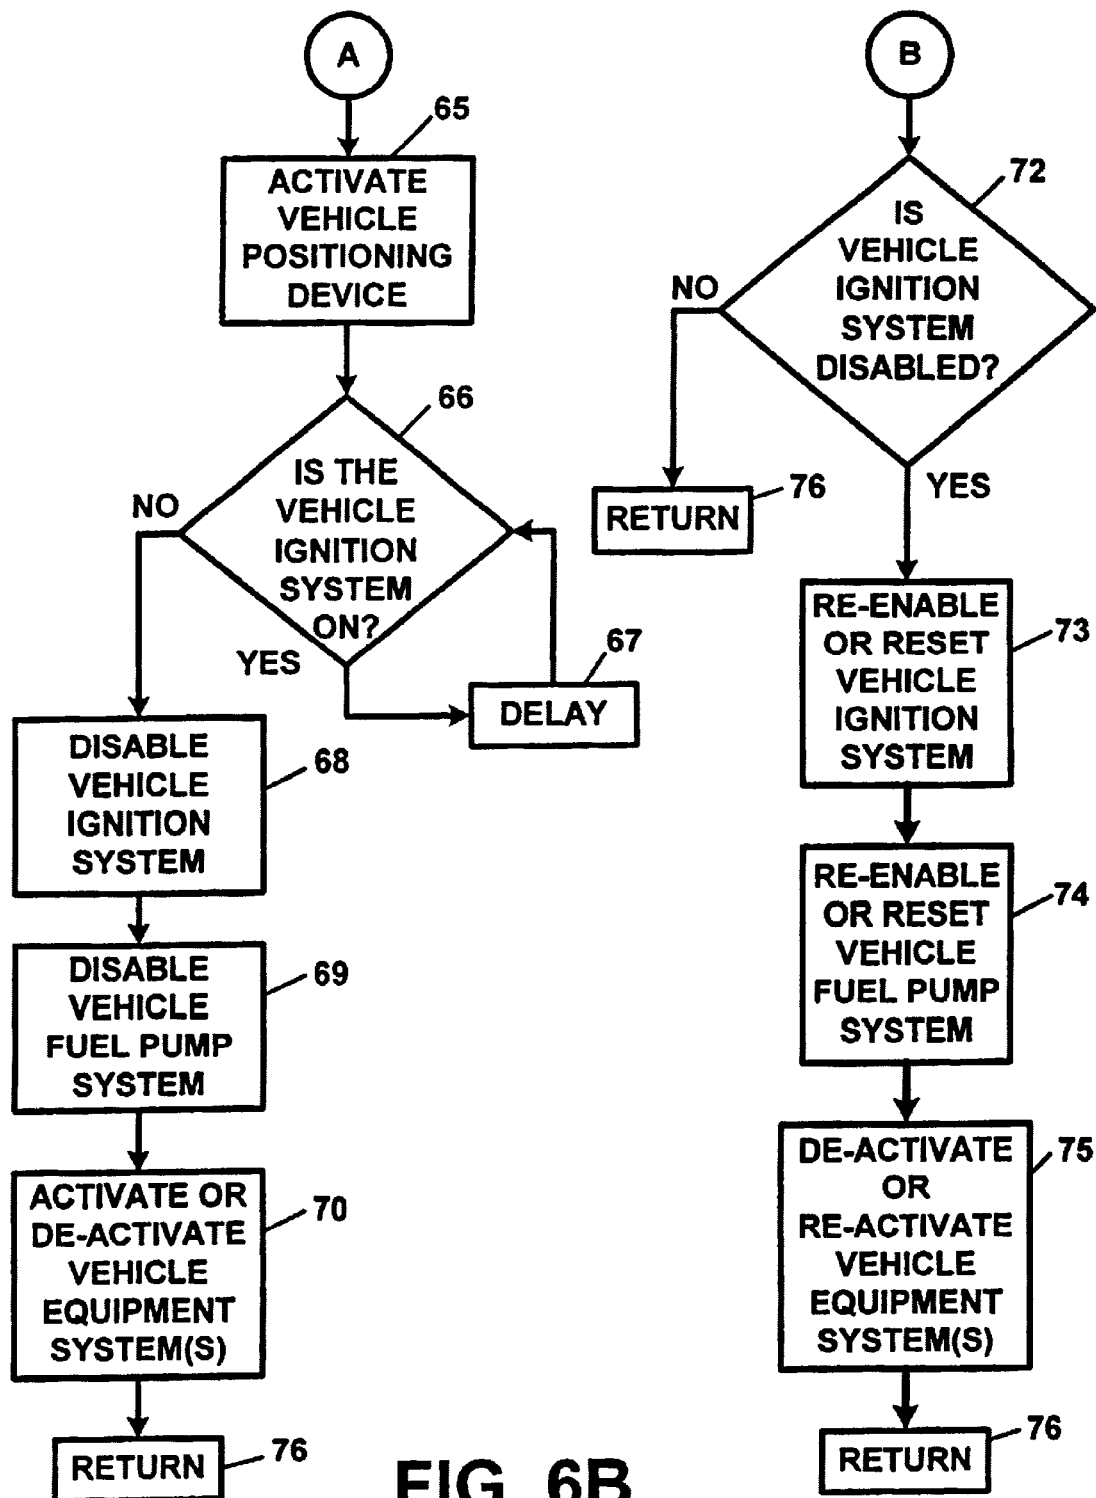 A
65
ACTIVATE
VEHICLE
POSITIONING
DEVICE
66
IS THE
VEHICLE
IGNITION
SYSTEM
ON?
NO
YES
67
DELAY
DISABLE
VEHICLE
IGNITION
SYSTEM
68
DISABLE
VEHICLE
FUEL PUMP
SYSTEM
69
ACTIVATE OR
DE-ACTIVATE
VEHICLE
EQUIPMENT
SYSTEM(S)
70
RETURN
76
B
72
IS
VEHICLE
IGNITION
SYSTEM
DISABLED?
NO
76
RETURN
YES
RE-ENABLE
OR RESET
VEHICLE
IGNITION
SYSTEM
73
RE-ENABLE
OR RESET
VEHICLE
FUEL PUMP
SYSTEM
74
DE-ACTIVATE
OR
RE-ACTIVATE
VEHICLE
EQUIPMENT
SYSTEM(S)
75
RETURN
76
FIG. 6B